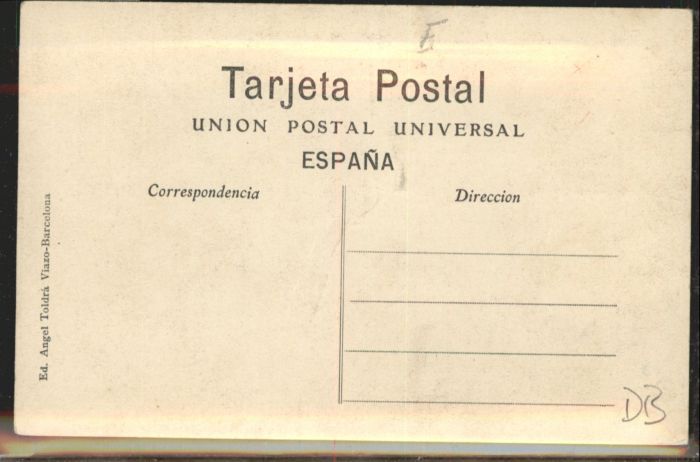 F
Tarjeta Postal
UNION POSTAL UNIVERSAL
ESPAÑA
Correspondencia
Direccion
Ed. Angel Toldrá Viazo-Barcelona
DB